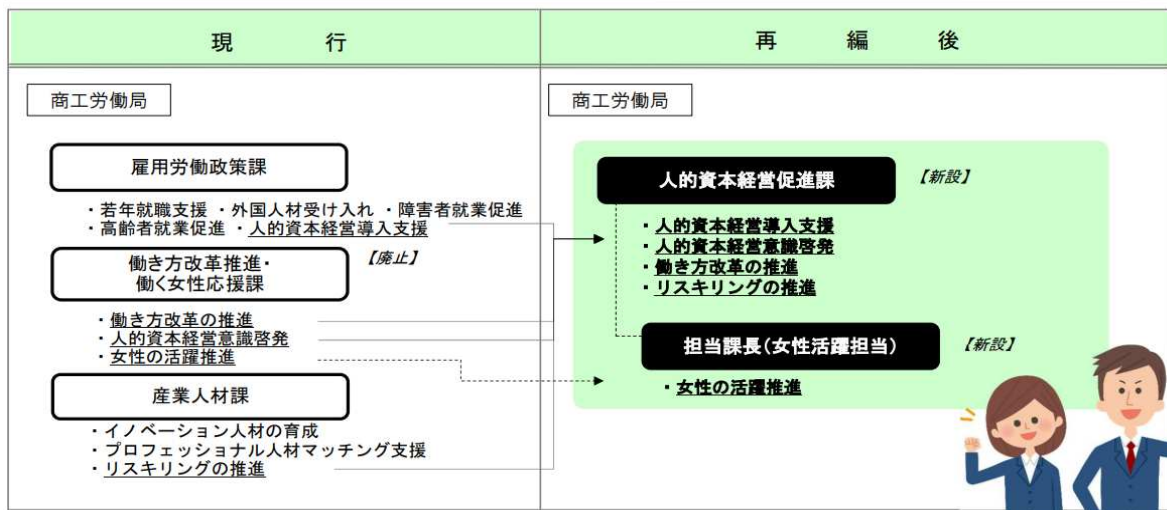 現　行
商工労働局
雇用労働政策課
・若年就職支援 ・外国人材受け入れ ・障害者就業促進
・高齢者就業促進 ・人的資本経営導入支援
働き方改革推進・
働く女性応援課
【廃止】
・働き方改革の推進
・人的資本経営意識啓発
・女性の活躍推進
産業人材課
・イノベーション人材の育成
・プロフェッショナル人材マッチング支援
・リスキリングの推進
再　編　後
商工労働局
人的資本経営促進課
【新設】
・人的資本経営導入支援
・人的資本経営意識啓発
・働き方改革の推進
・リスキリングの推進
担当課長（女性活躍担当）
【新設】
・女性の活躍推進